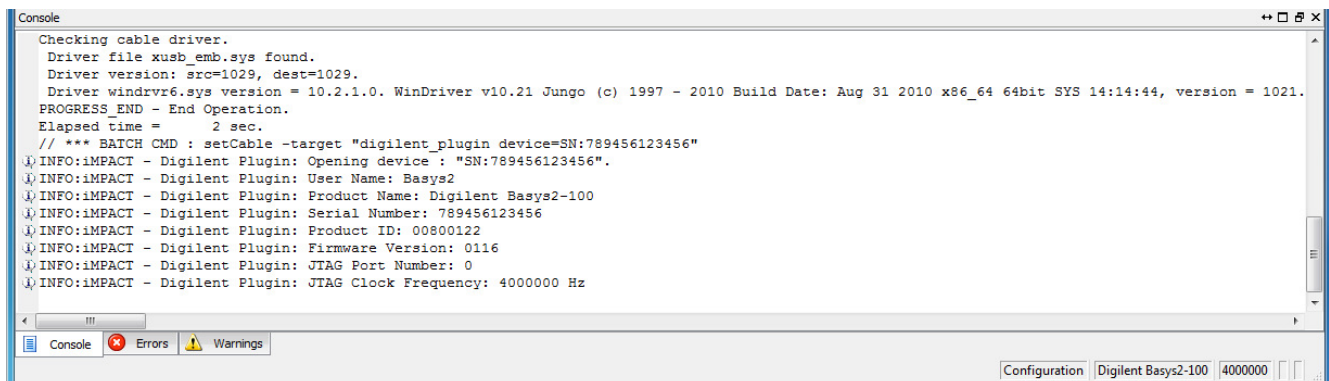 Console
Checking cable driver.
Driver file xusb_emb.sys found.
Driver version: src=1029, dest=1029.
Driver windrvr6.sys version = 10.2.1.0. WinDriver v10.21 Jungo (c) 1997 - 2010 Build Date: Aug 31 2010 x86_64 64bit SYS 14:14:44, version = 1021.
PROGRESS_END - End Operation.
Elapsed time =      2 sec.
// *** BATCH CMD : setCable -target "digilent_plugin device=SN:789456123456"
INFO:iMPACT - Digilent Plugin: Opening device : "SN:789456123456".
INFO:iMPACT - Digilent Plugin: User Name: Basys2
INFO:iMPACT - Digilent Plugin: Product Name: Digilent Basys2-100
INFO:iMPACT - Digilent Plugin: Serial Number: 789456123456
INFO:iMPACT - Digilent Plugin: Product ID: 00800122
INFO:iMPACT - Digilent Plugin: Firmware Version: 0116
INFO:iMPACT - Digilent Plugin: JTAG Port Number: 0
INFO:iMPACT - Digilent Plugin: JTAG Clock Frequency: 4000000 Hz
Console Errors Warnings
Configuration Digilent Basys2-100 4000000